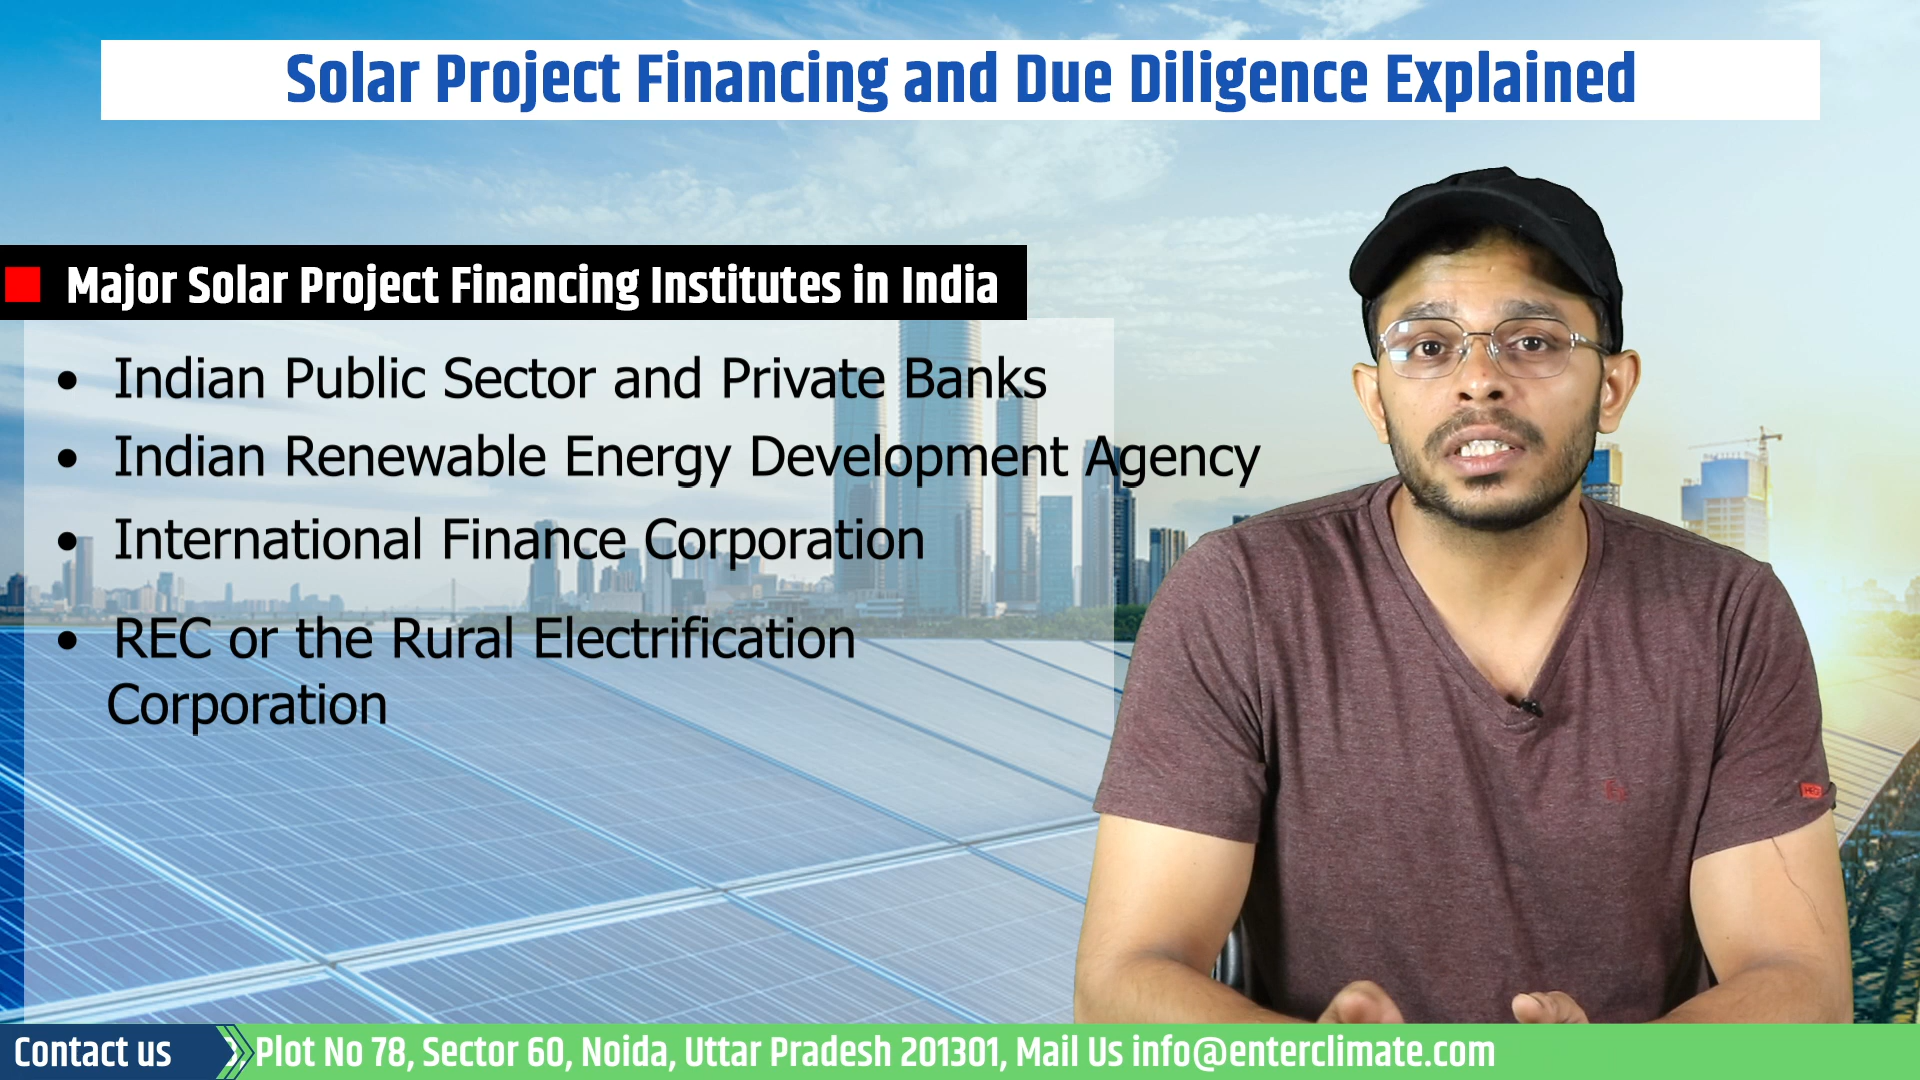 Solar Project Financing and Due Diligence Explained
Major Solar Project Financing Institutes in India
• Indian Public Sector and Private Banks
• Indian Renewable Energy Development Agency
• International Finance Corporation
• REC or the Rural Electrification
Corporation
Contact us
Plot No 78, Sector 60, Noida, Uttar Pradesh 201301, Mail Us info@enterclimate.com